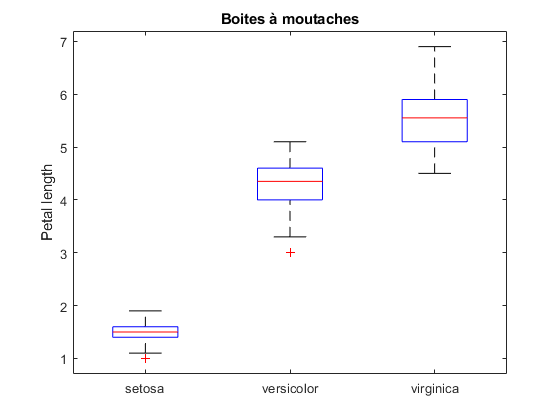 Boites à moutaches
Petal length
7
6
5
4
3
2
1
setosa
versicolor
virginica